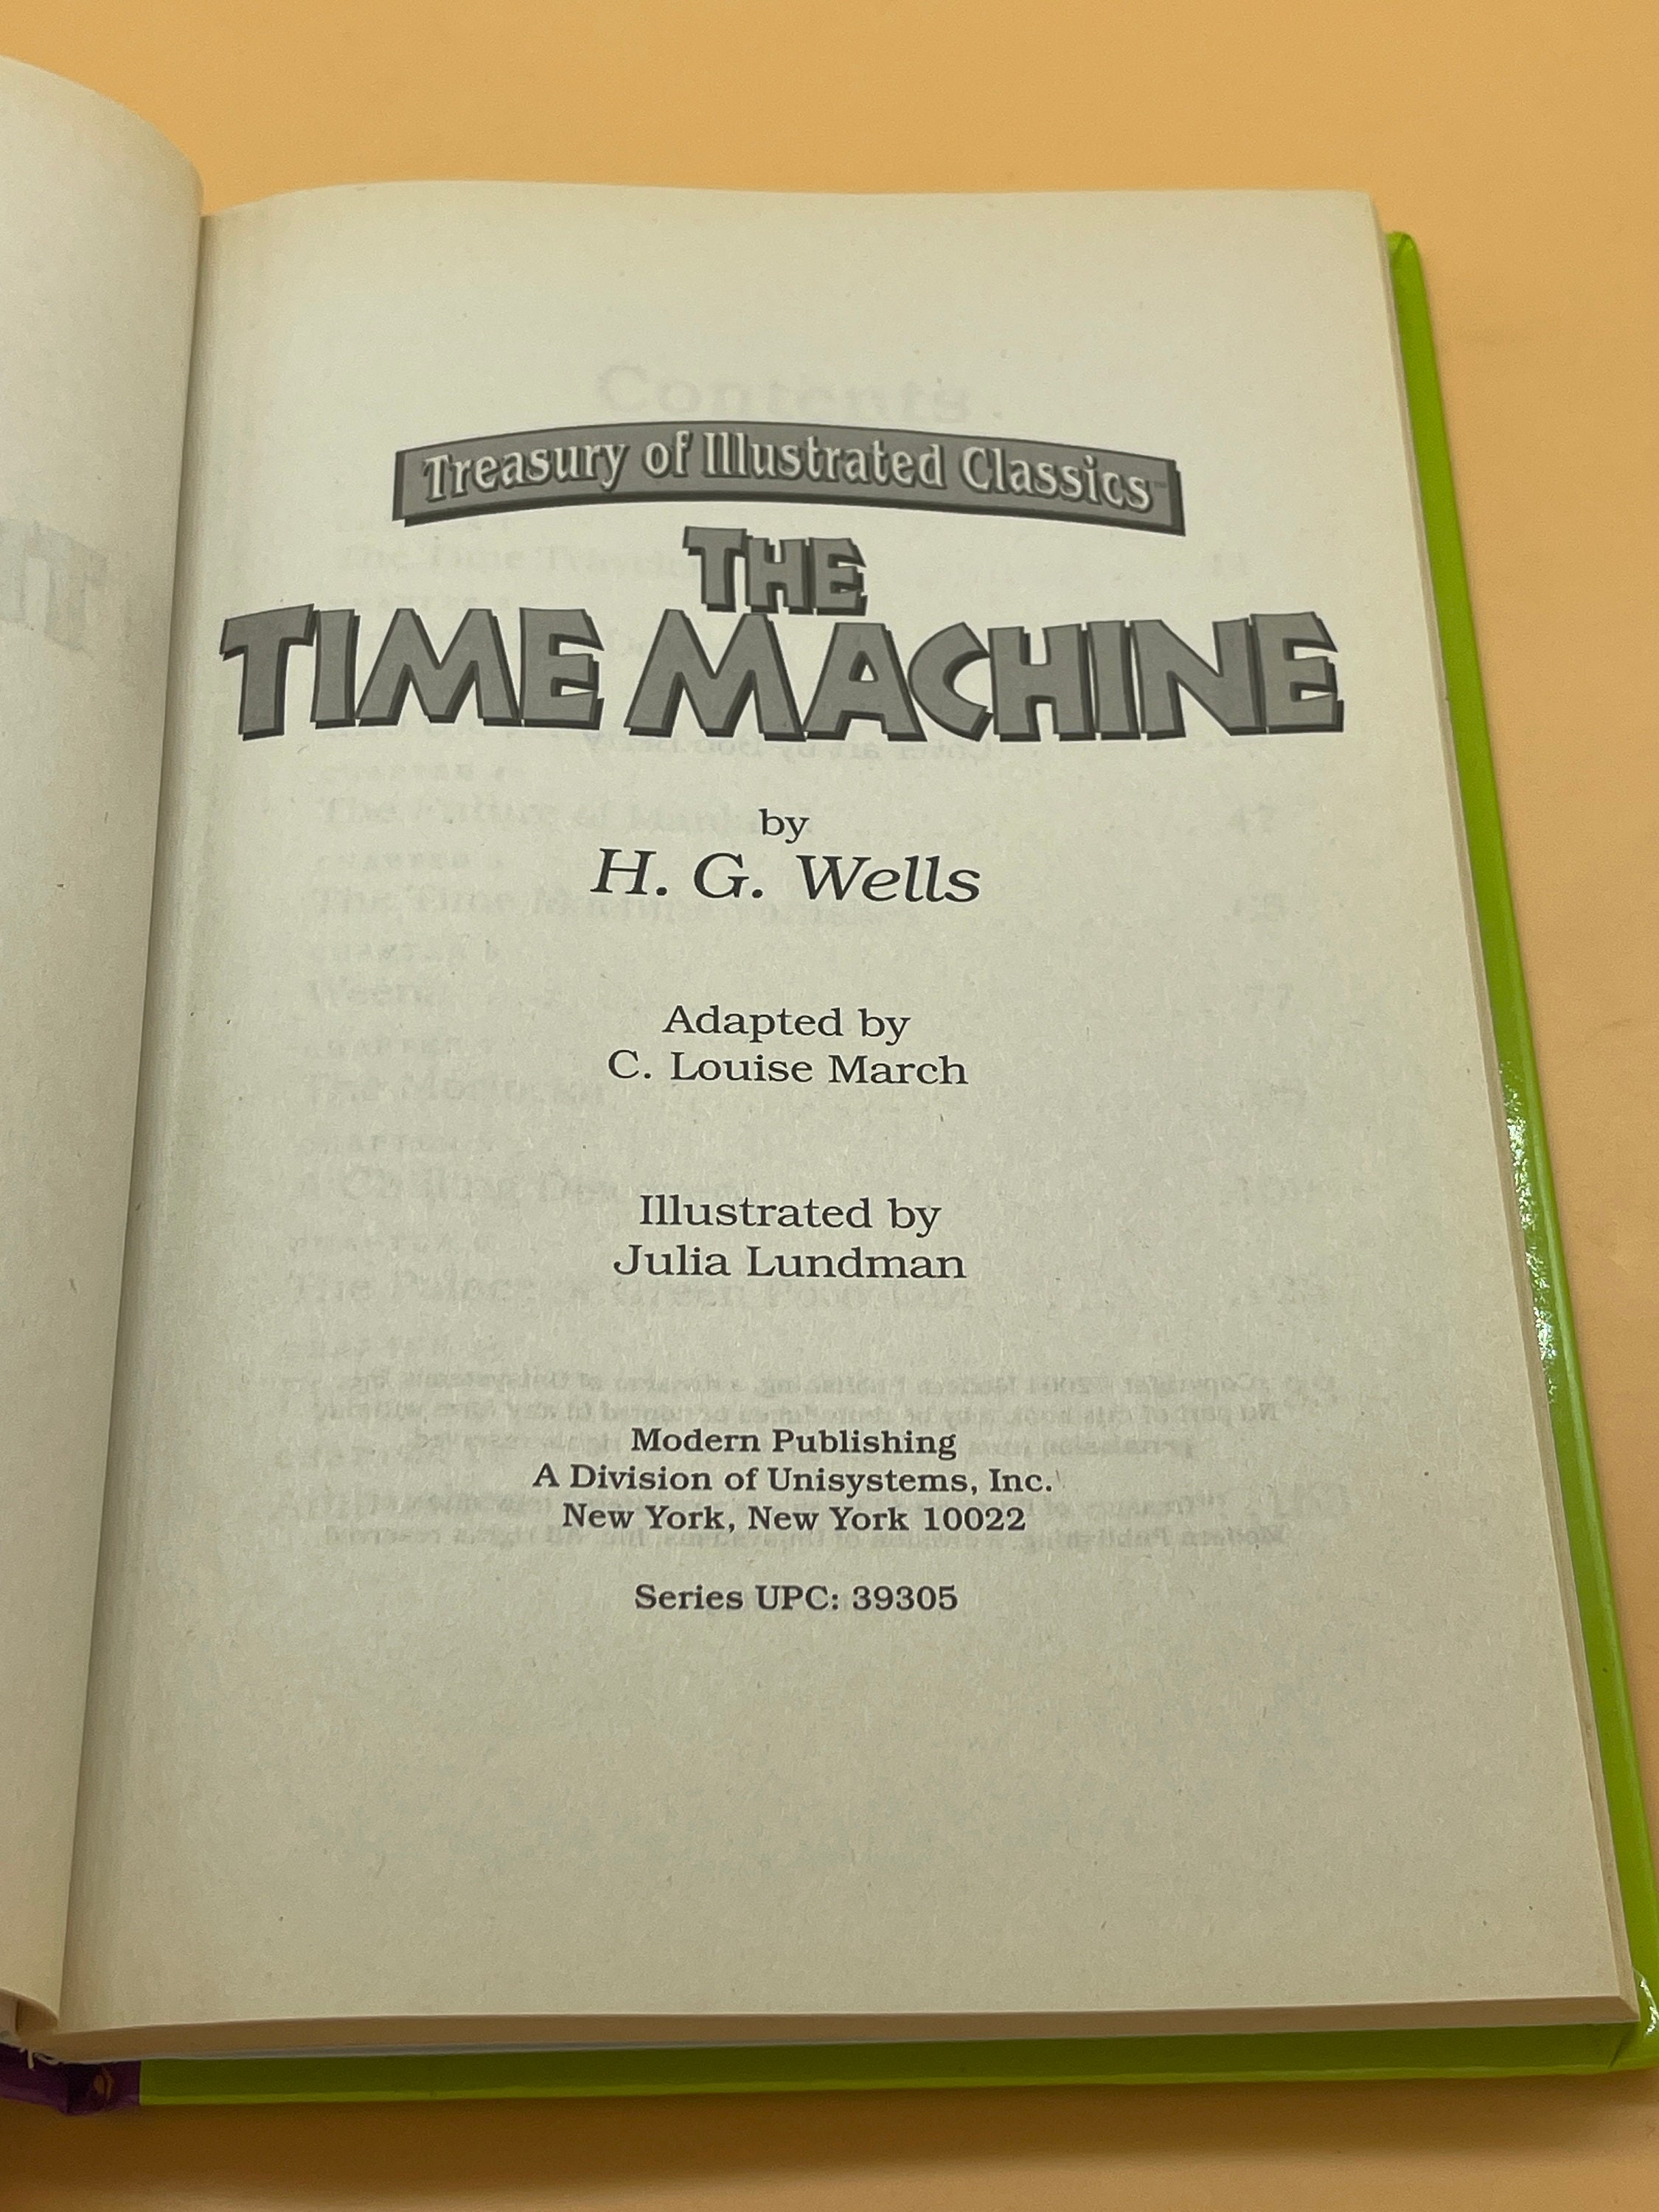 Treasury of Illustrated Classics™
THE
TIME MACHINE
by
H. G. Wells
Adapted by
C. Louise March
Illustrated by
Julia Lundman
Modern Publishing
A Division of Unisystems, Inc.
New York, New York 10022
Series UPC: 39305